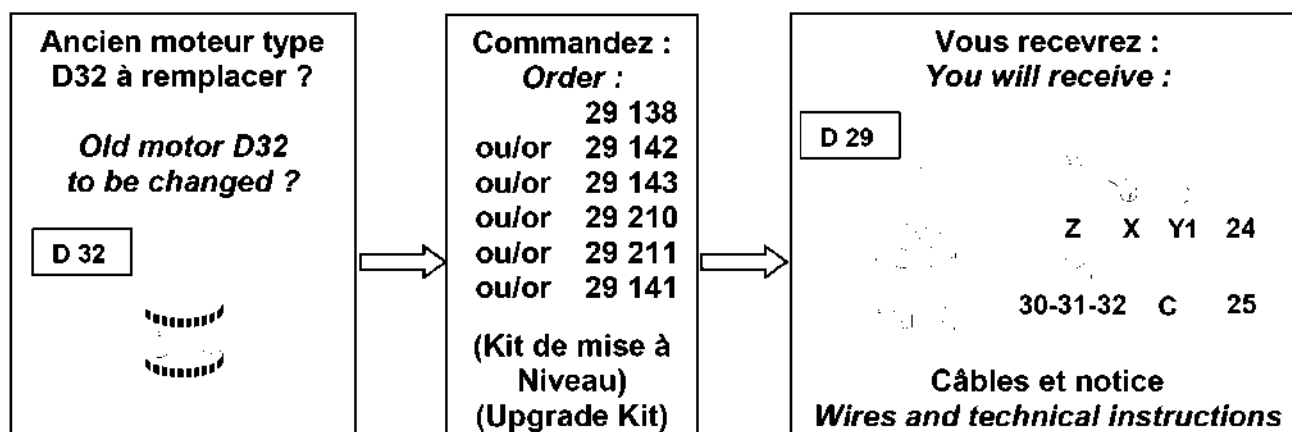 Ancien moteur type
D32 à remplacer ?
Old motor D32
to be changed ?
D 32
Commandez :
Order :
29 138
ou/or 29 142
ou/or 29 143
ou/or 29 210
ou/or 29 211
ou/or 29 141
(Kit de mise à
Niveau)
(Upgrade Kit)
Vous recevrez :
You will receive :
D 29
Z X Y1 24
30-31-32 C 25
Câbles et notice
Wires and technical instructions